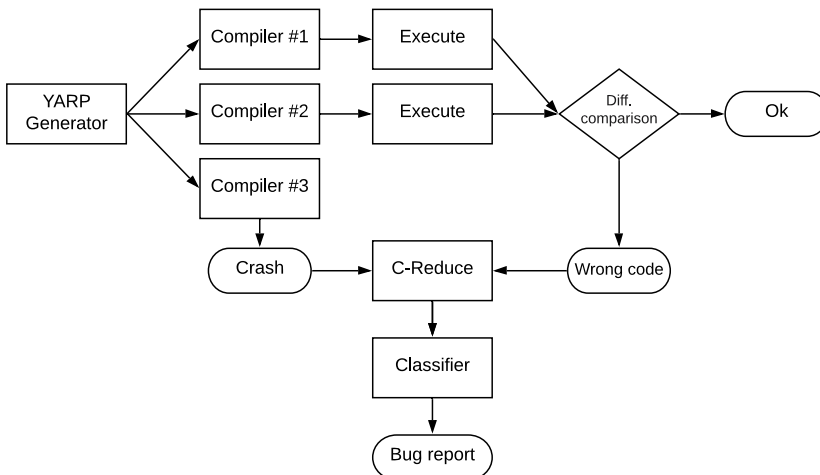 Compiler #1
Execute
YARP
Generator
Compiler #2
Execute
Diff.
comparison
Ok
Compiler #3
Crash
C-Reduce
Wrong code
Classifier
Bug report